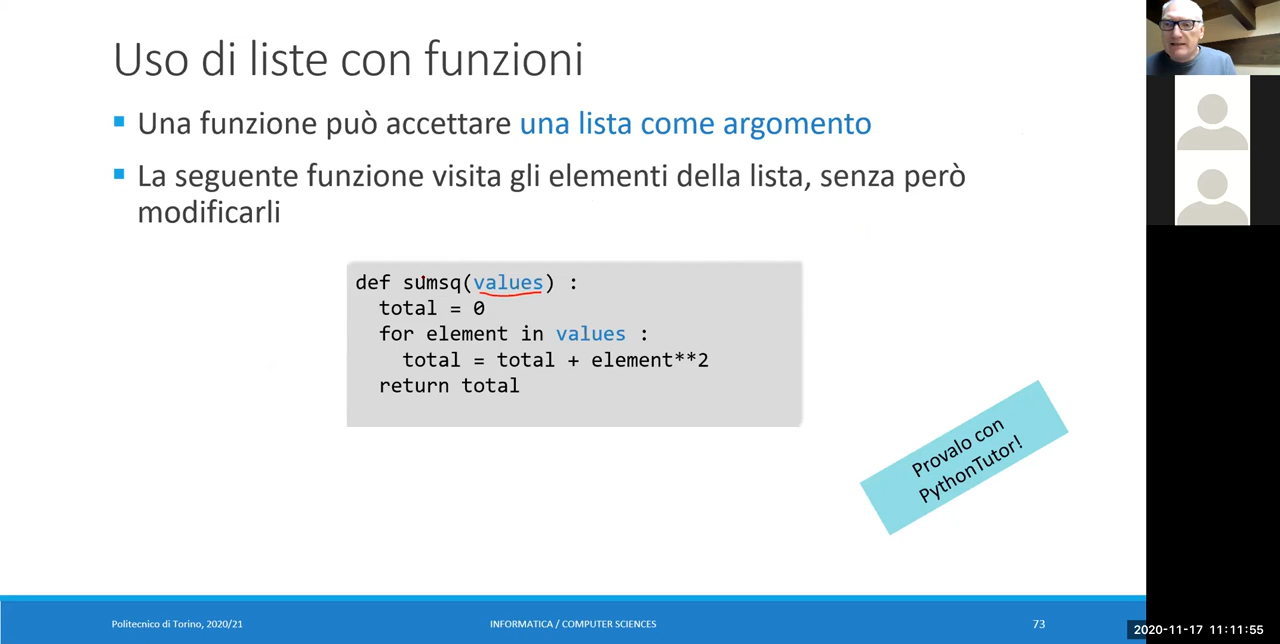 Uso di liste con funzioni
Una funzione può accettare una lista come argomento
La seguente funzione visita gli elementi della lista, senza però
modificarli
def sumsq(values) :
  total = 0
  for element in values :
    total = total + element**2
  return total
Provalo con
PythonTutor!
Politecnico di Torino, 2020/21
INFORMATICA / COMPUTER SCIENCES
73
2020-11-17 11:11:55